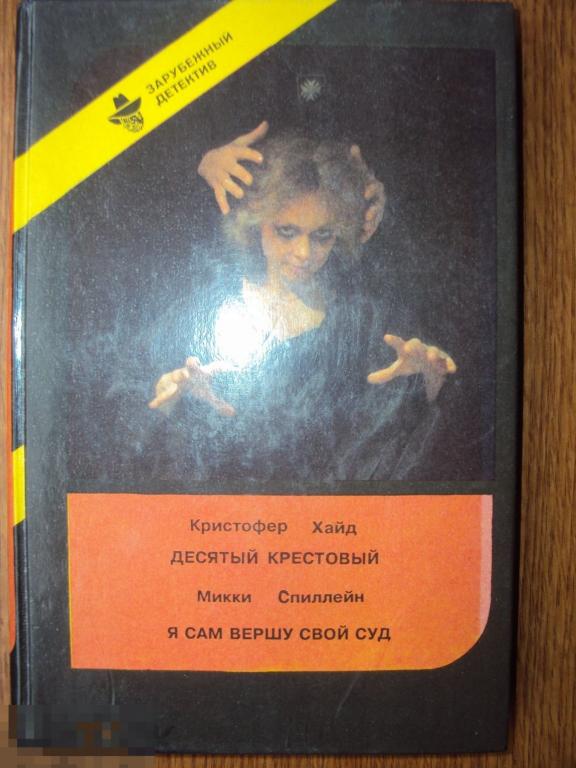 ЗАРУБЕЖНЫЙ
ДЕТЕКТИВ
Кристофер Хайд
ДЕСЯТЫЙ КРЕСТОВЫЙ
Микки Спиллейн
Я САМ ВЕРШУ СВОЙ СУД